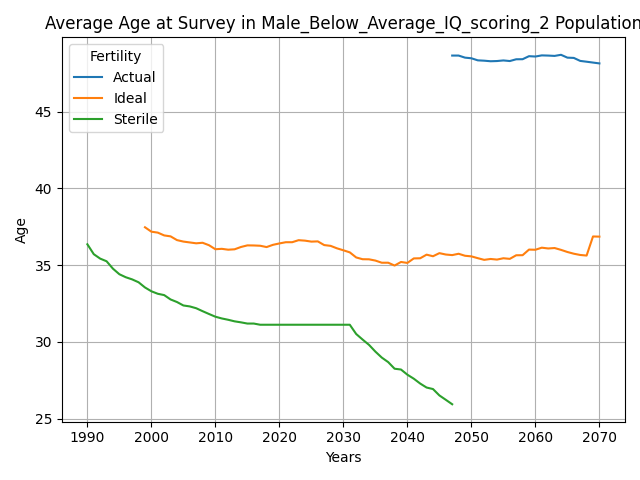 Average Age at Survey in Male_Below_Average_IQ_scoring_2 Population
Fertility
Actual
Ideal
Sterile
45
40
35
30
25
Age
1990 2000 2010 2020 2030 2040 2050 2060 2070
Years